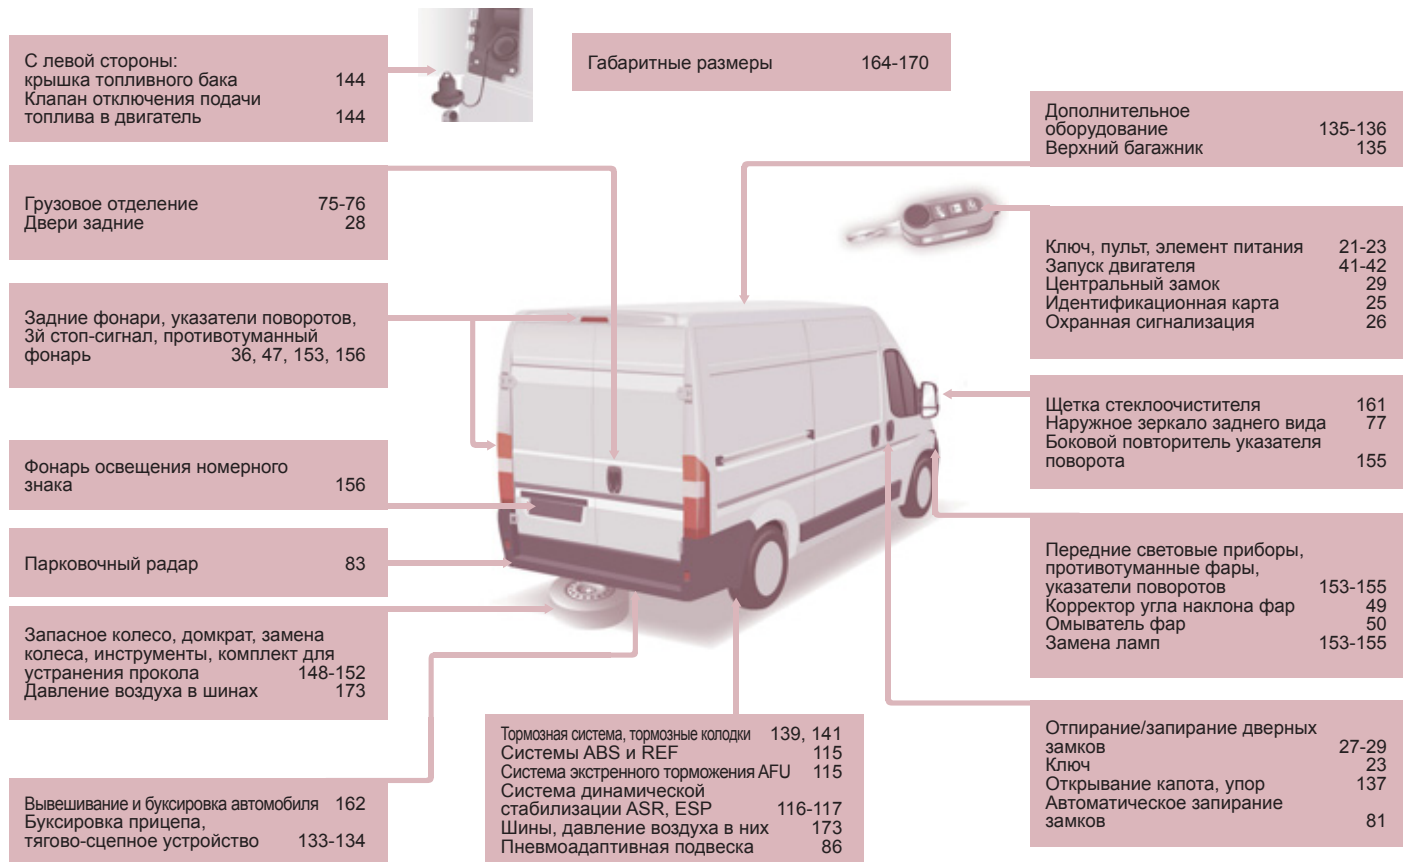 С левой стороны:
крышка топливного бака 144
Клапан отключения подачи
топлива в двигатель 144
Габаритные размеры 164-170
Дополнительное
оборудование 135-136
Верхний багажник 135
Грузовое отделение 75-76
Двери задние 28
Ключ, пульт, элемент питания 21-23
Запуск двигателя 41-42
Центральный замок 29
Идентификационная карта 25
Охранная сигнализация 26
Задние фонари, указатели поворотов,
3й стоп-сигнал, противотуманный
фонарь 36, 47, 153, 156
Щетка стеклоочистителя 161
Наружное зеркало заднего вида 77
Боковой повторитель указателя
поворота 155
Фонарь освещения номерного
знака 156
Парковочный радар 83
Передние световые приборы,
противотуманные фары,
указатели поворотов 153-155
Корректор угла наклона фар 49
Омыватель фар 50
Замена ламп 153-155
Запасное колесо, домкрат, замена
колеса, инструменты, комплект для
устранения прокола 148-152
Давление воздуха в шинах 173
Тормозная система, тормозные колодки 139, 141
Системы ABS и REF 115
Система экстренного торможения AFU 115
Система динамической
стабилизации ASR, ESP 116-117
Шины, давление воздуха в них 173
Пневмоадаптивная подвеска 86
Отпирание/запирание дверных
замков 27-29
Ключ 23
Открывание капота, упор 137
Автоматическое запирание
замков 81
Вывешивание и буксировка автомобиля 162
Буксировка прицепа,
тягово-сцепное устройство 133-134